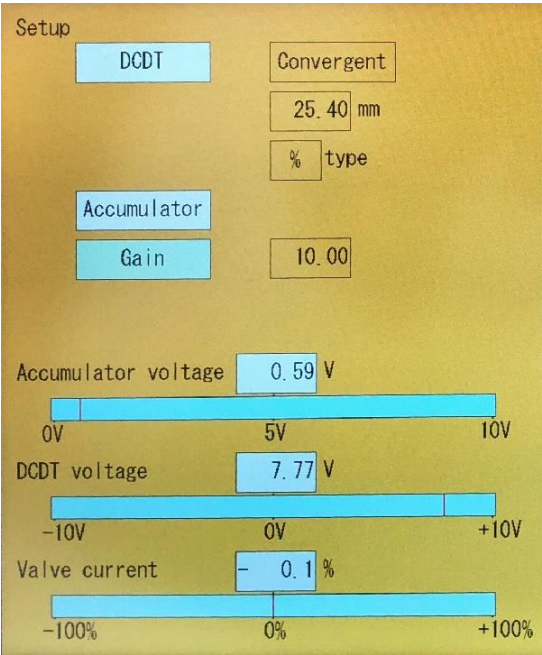 Setup
DCDT Convergent
25.40 mm
% type
Accumulator
Gain 10.00
Accumulator voltage 0.59 V
0V 5V 10V
DCDT voltage 7.77 V
-10V 0V +10V
Valve current - 0.1 %
-100% 0% +100%